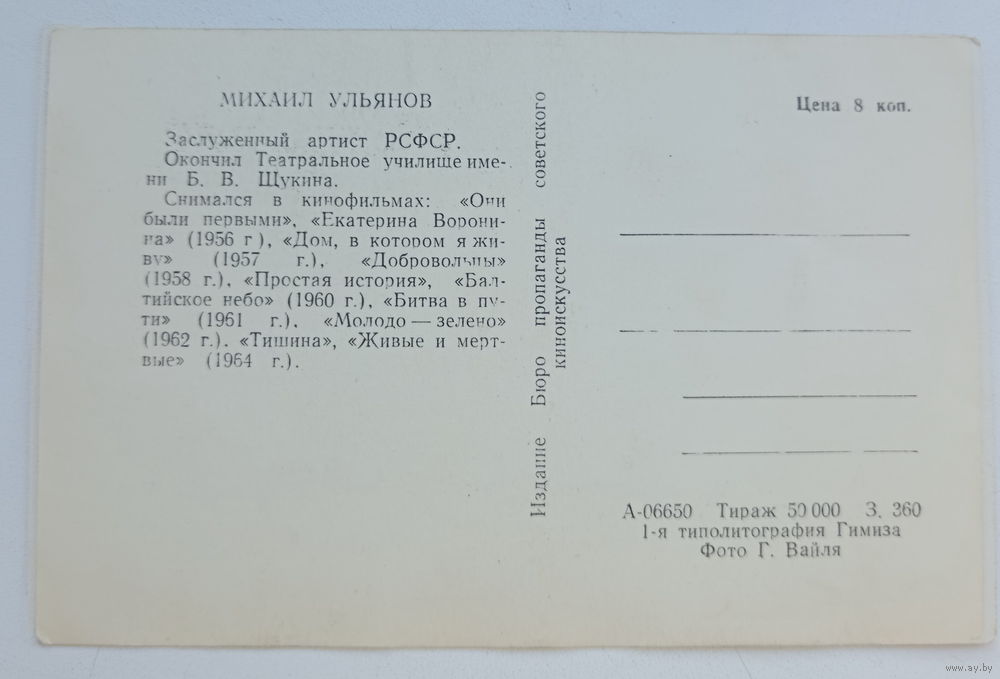 МИХАИЛ УЛЬЯНОВ
Заслуженный артист РСФСР.
Окончил Театральное училище име-
ни Б. В. Щукина.
Снимался в кинофильмах: «Они
были первыми», «Екатерина Ворони-
на» (1956 г), «Дом, в котором я жи-
ву» (1957 г.), «Добровольцы»
(1958 г.), «Простая история», «Бал-
тийское небо» (1960 г.), «Битва в пу-
ти» (1961 г.), «Молодо — зелено»
(1962 г.). «Тишина», «Живые и мерт-
вые» (1964 г.).
Издание Бюро пропаганды советского
киноискусства
Цена 8 коп.
А-06650 Тираж 50 000 З. 360
1-я типолитография Гимиза
Фото Г. Вайля
www.ay.by